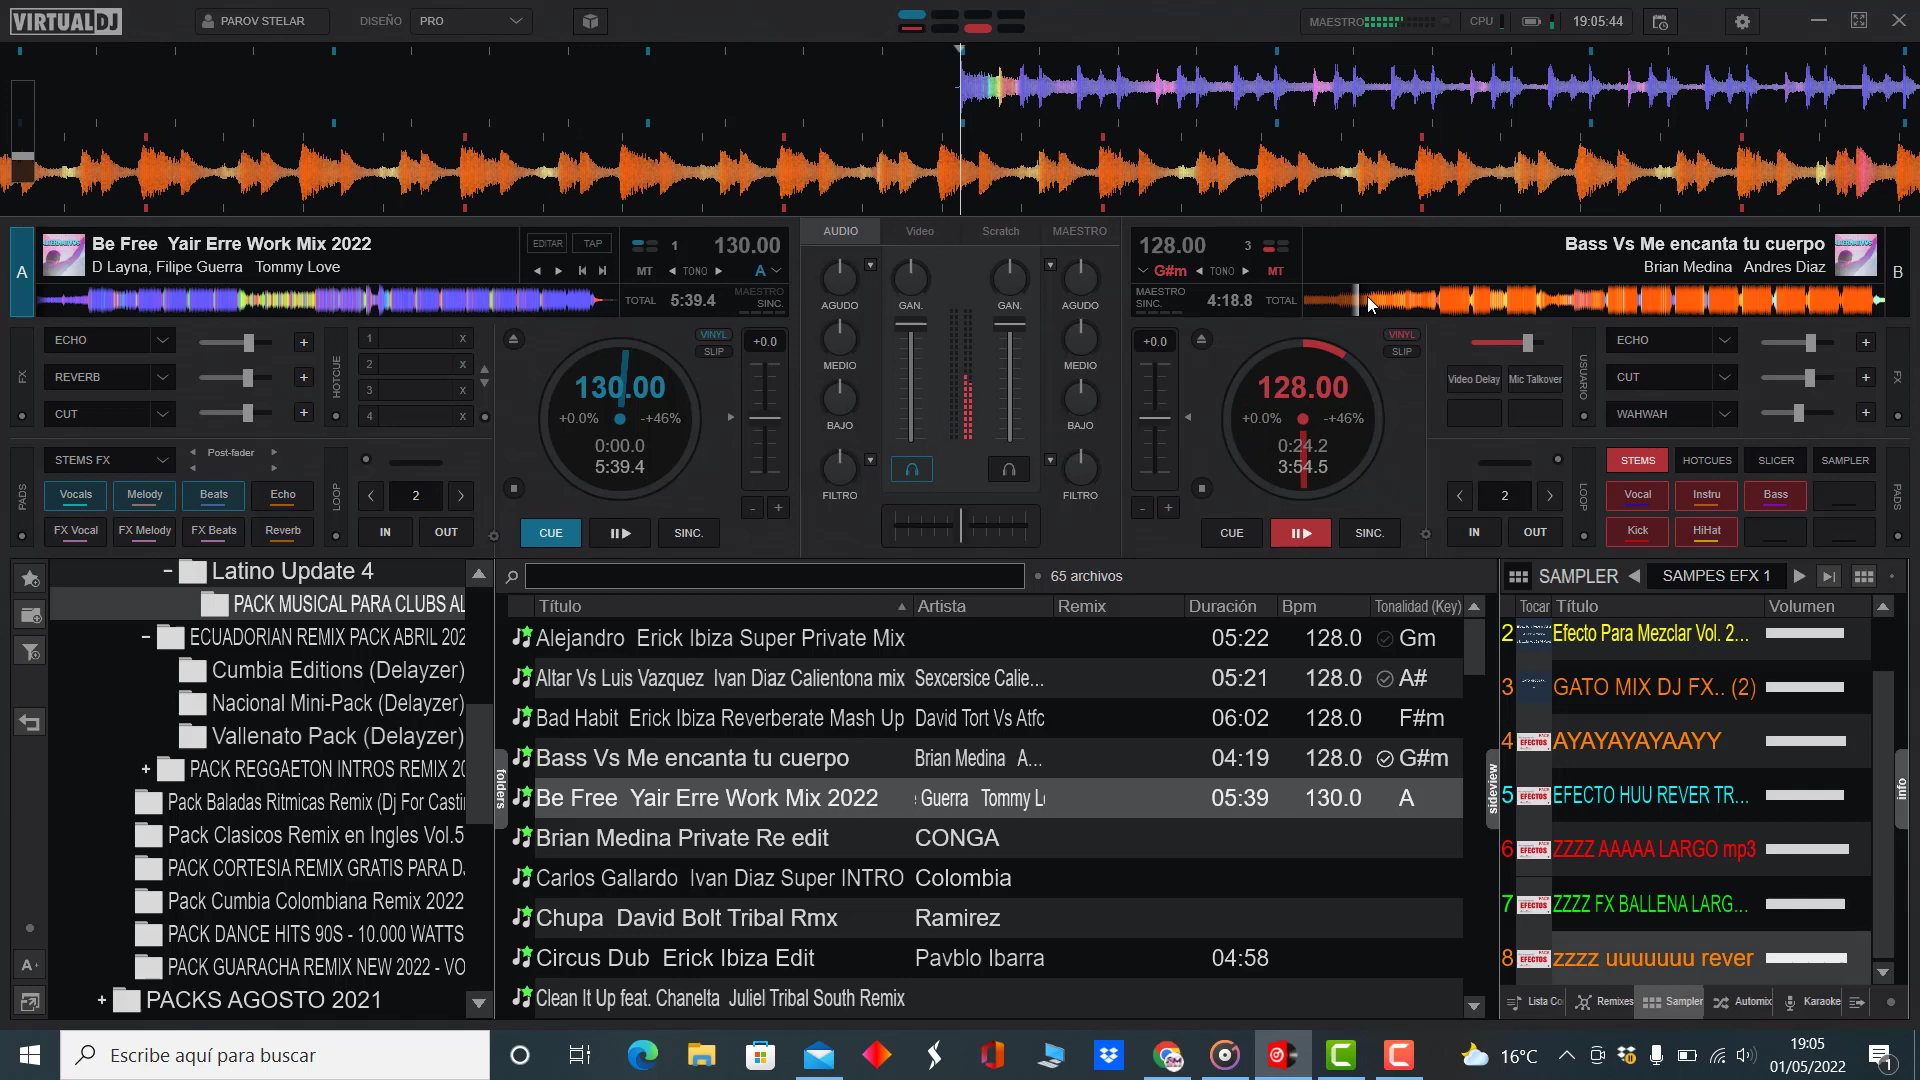 VIRTUALDJ
PAROV STELAR
DISEÑO
PRO
MAESTRO
CPU
19:05:44
A
Be Free  Yair Erre Work Mix 2022
D Layna, Filipe Guerra   Tommy Love
EDITAR
TAP
1
130.00
MT
TONO
A
TOTAL
5:39.4
MAESTRO
SINC.
AUDIO
Video
Scratch
MAESTRO
128.00
3
G#m
TONO
MT
MAESTRO
SINC.
4:18.8
TOTAL
Bass Vs Me encanta tu cuerpo
Brian Medina   Andres Diaz
B
FX
ECHO
REVERB
CUT
HOTCUE
1 x
2 x
3 x
4 x
VINYL
SLIP
+0.0
130.00
+0.0%
-+46%
0:00.0
5:39.4
AGUDO
GAN.
GAN.
AGUDO
MEDIO
MEDIO
BAJO
BAJO
FILTRO
FILTRO
+0.0
VINYL
SLIP
128.00
+0.0%
-+46%
0:24.2
3:54.5
Video Delay
Mic Talkover
USUARIO
ECHO
CUT
WAHWAH
FX
PADS
STEMS FX
Post-fader
Vocals
Melody
Beats
Echo
FX Vocal
FX Melody
FX Beats
Reverb
LOOP
2
IN
OUT
CUE
SINC.
- +
- +
CUE
SINC.
2
IN
OUT
LOOP
STEMS
HOTCUES
SLICER
SAMPLER
Vocal
Instru
Bass
Kick
HiHat
PADS
Latino Update 4
PACK MUSICAL PARA CLUBS AL
ECUADORIAN REMIX PACK ABRIL 202
Cumbia Editions (Delayzer)
Nacional Mini-Pack (Delayzer)
Vallenato Pack (Delayzer)
PACK REGGAETON INTROS REMIX 20
Pack Baladas Ritmicas Remix (Dj For Casti
Pack Clasicos Remix en Ingles Vol.5
PACK CORTESIA REMIX GRATIS PARA DJ
Pack Cumbia Colombiana Remix 2022
PACK DANCE HITS 90S - 10.000 WATTS
PACK GUARACHA REMIX NEW 2022 - VO
PACKS AGOSTO 2021
folders
65 archivos
Título
Artista
Remix
Duración
Bpm
Tonalidad (Key)
Alejandro  Erick Ibiza Super Private Mix 05:22 128.0 Gm
Altar Vs Luis Vazquez  Ivan Diaz Calientona mix Sexcersice Calie... 05:21 128.0 A#
Bad Habit  Erick Ibiza Reverberate Mash Up David Tort Vs Atfc 06:02 128.0 F#m
Bass Vs Me encanta tu cuerpo Brian Medina   A... 04:19 128.0 G#m
Be Free  Yair Erre Work Mix 2022 Guerra   Tommy Lo 05:39 130.0 A
Brian Medina Private Re edit CONGA
Carlos Gallardo  Ivan Diaz Super INTRO Colombia
Chupa  David Bolt Tribal Rmx Ramirez
Circus Dub  Erick Ibiza Edit Pavblo Ibarra 04:58
Clean It Up feat. Chanelta  Juliel Tribal South Remix
sideview
SAMPLER
SAMPES EFX 1
Tocar
Título
Volumen
2 Efecto Para Mezclar Vol. 2...
3 GATO MIX DJ FX.. (2)
4 EFECTOS AYAYAYAYAAYY
5 EFECTOS EFECTO HUU REVER TR...
6 EFECTOS ZZZZ AAAAA LARGO mp3
7 EFECTOS ZZZZ FX BALLENA LARG...
8 EFECTOS zzzz uuuuuuu rever
info
Lista Co
Remixes
Sampler
Automix
Karaoke
A+
Escribe aquí para buscar
16°C
19:05
01/05/2022
1